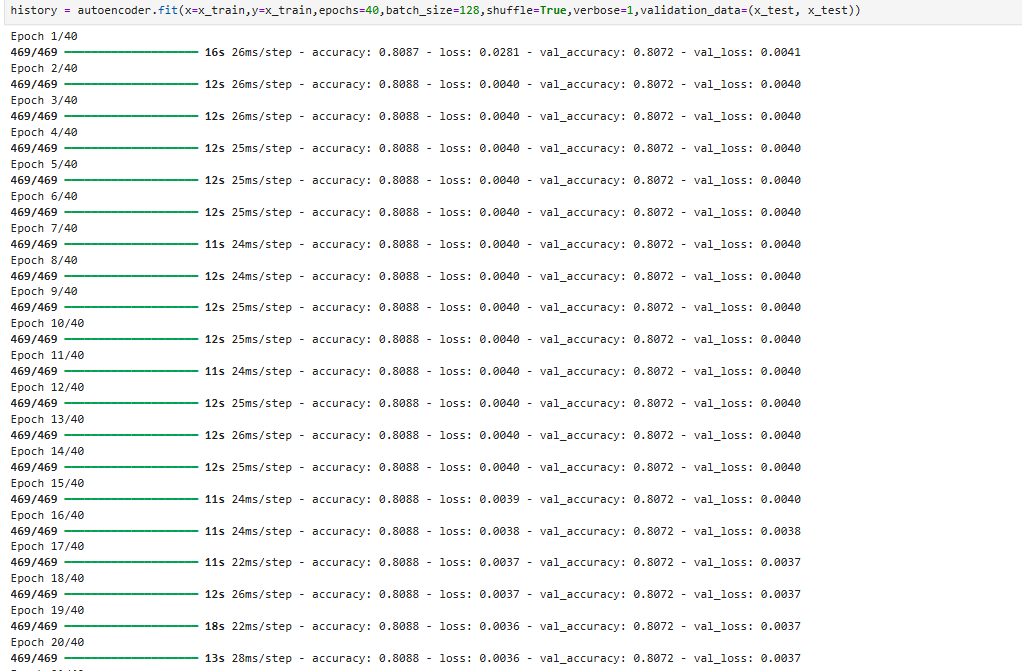 history = autoencoder.fit(x=x_train,y=x_train,epochs=40,batch_size=128,shuffle=True,verbose=1,validation_data=(x_test, x_test))
Epoch 1/40
469/469 16s 26ms/step - accuracy: 0.8087 - loss: 0.0281 - val_accuracy: 0.8072 - val_loss: 0.0041
Epoch 2/40
469/469 12s 26ms/step - accuracy: 0.8088 - loss: 0.0040 - val_accuracy: 0.8072 - val_loss: 0.0040
Epoch 3/40
469/469 12s 26ms/step - accuracy: 0.8088 - loss: 0.0040 - val_accuracy: 0.8072 - val_loss: 0.0040
Epoch 4/40
469/469 12s 25ms/step - accuracy: 0.8088 - loss: 0.0040 - val_accuracy: 0.8072 - val_loss: 0.0040
Epoch 5/40
469/469 12s 25ms/step - accuracy: 0.8088 - loss: 0.0040 - val_accuracy: 0.8072 - val_loss: 0.0040
Epoch 6/40
469/469 12s 25ms/step - accuracy: 0.8088 - loss: 0.0040 - val_accuracy: 0.8072 - val_loss: 0.0040
Epoch 7/40
469/469 11s 24ms/step - accuracy: 0.8088 - loss: 0.0040 - val_accuracy: 0.8072 - val_loss: 0.0040
Epoch 8/40
469/469 12s 24ms/step - accuracy: 0.8088 - loss: 0.0040 - val_accuracy: 0.8072 - val_loss: 0.0040
Epoch 9/40
469/469 12s 25ms/step - accuracy: 0.8088 - loss: 0.0040 - val_accuracy: 0.8072 - val_loss: 0.0040
Epoch 10/40
469/469 12s 25ms/step - accuracy: 0.8088 - loss: 0.0040 - val_accuracy: 0.8072 - val_loss: 0.0040
Epoch 11/40
469/469 11s 24ms/step - accuracy: 0.8088 - loss: 0.0040 - val_accuracy: 0.8072 - val_loss: 0.0040
Epoch 12/40
469/469 12s 25ms/step - accuracy: 0.8088 - loss: 0.0040 - val_accuracy: 0.8072 - val_loss: 0.0040
Epoch 13/40
469/469 12s 26ms/step - accuracy: 0.8088 - loss: 0.0040 - val_accuracy: 0.8072 - val_loss: 0.0040
Epoch 14/40
469/469 12s 25ms/step - accuracy: 0.8088 - loss: 0.0040 - val_accuracy: 0.8072 - val_loss: 0.0040
Epoch 15/40
469/469 11s 24ms/step - accuracy: 0.8088 - loss: 0.0039 - val_accuracy: 0.8072 - val_loss: 0.0040
Epoch 16/40
469/469 11s 24ms/step - accuracy: 0.8088 - loss: 0.0038 - val_accuracy: 0.8072 - val_loss: 0.0038
Epoch 17/40
469/469 11s 22ms/step - accuracy: 0.8088 - loss: 0.0037 - val_accuracy: 0.8072 - val_loss: 0.0037
Epoch 18/40
469/469 12s 26ms/step - accuracy: 0.8088 - loss: 0.0037 - val_accuracy: 0.8072 - val_loss: 0.0037
Epoch 19/40
469/469 18s 22ms/step - accuracy: 0.8088 - loss: 0.0036 - val_accuracy: 0.8072 - val_loss: 0.0037
Epoch 20/40
469/469 13s 28ms/step - accuracy: 0.8088 - loss: 0.0036 - val_accuracy: 0.8072 - val_loss: 0.0037